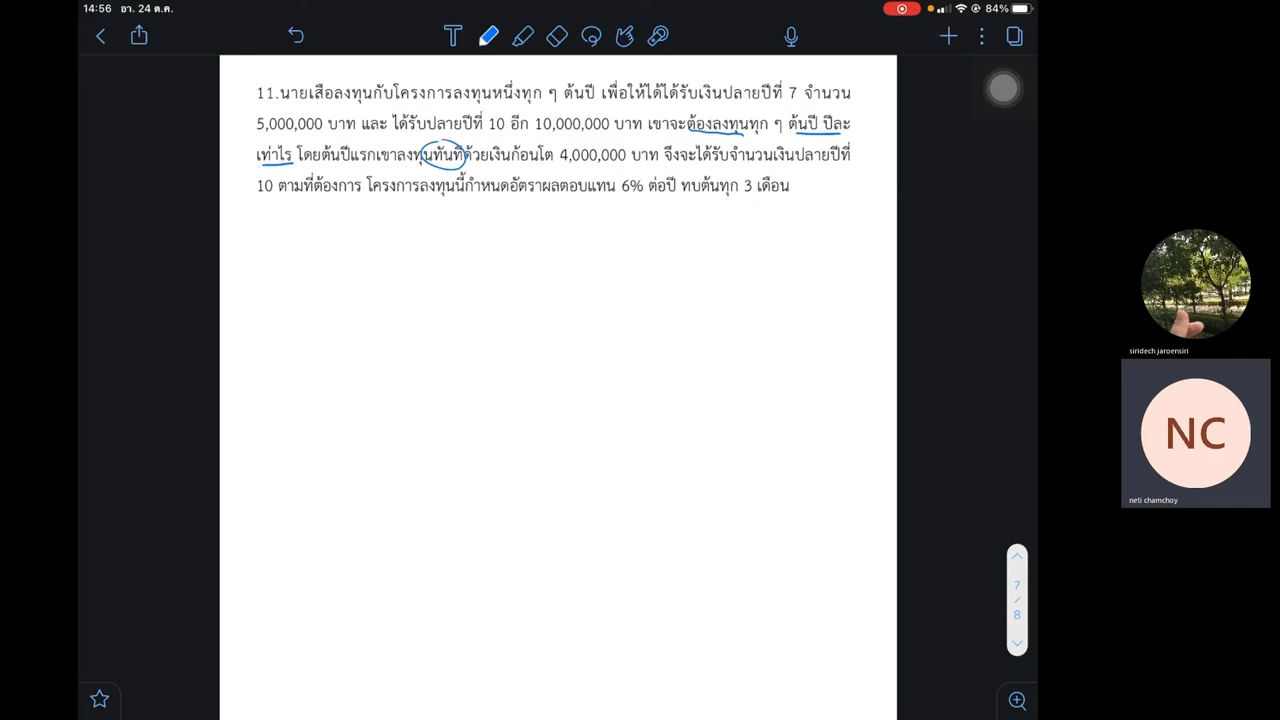 14:56 อา. 24 ต.ค.
84%
11.นายเสือลงทุนกับโครงการลงทุนหนึ่งทุก ๆ ต้นปี เพื่อให้ได้ได้รับเงินปลายปีที่ 7 จำนวน
5,000,000 บาท และ ได้รับปลายปีที่ 10 อีก 10,000,000 บาท เขาจะต้องลงทุนทุก ๆ ต้นปี ปีละ
เท่าไร โดยต้นปีแรกเขาลงทุนทันทีด้วยเงินก้อนโต 4,000,000 บาท จึงจะได้รับจำนวนเงินปลายปีที่
10 ตามที่ต้องการ โครงการลงทุนนี้กำหนดอัตราผลตอบแทน 6% ต่อปี ทบต้นทุก 3 เดือน
siridech jaroensiri
NC
neti chamchoy
7
/
8